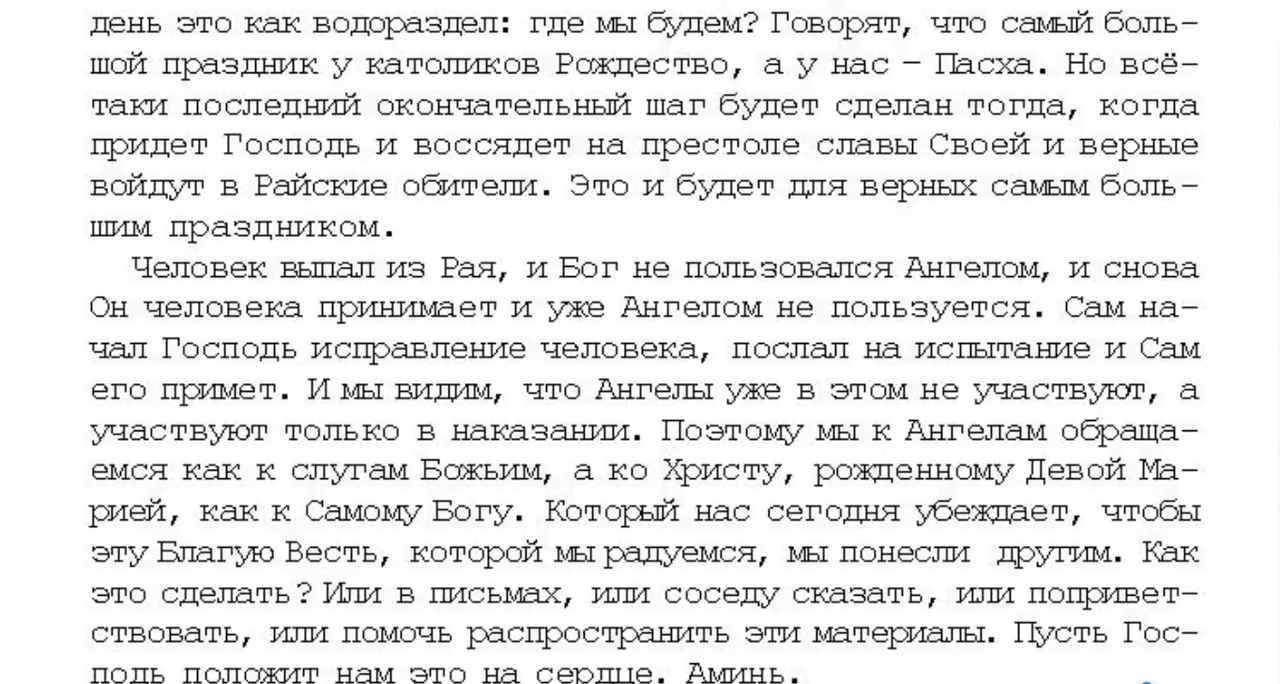 день это как водораздел: где мы будем? Говорят, что самый боль-
шой праздник у католиков Рождество, а у нас – Пасха. Но всё-
таки последний окончательный шаг будет сделан тогда, когда
придет Господь и воссядет на престоле славы Своей и верные
войдут в Райские обители. Это и будет для верных самым боль-
шим праздником.
Человек выпал из Рая, и Бог не пользовался Ангелом, и снова
Он человека принимает и уже Ангелом не пользуется. Сам на-
чал Господь исправление человека, послал на испытание и Сам
его примет. И мы видим, что Ангелы уже в этом не участвуют, а
участвуют только в наказании. Поэтому мы к Ангелам обраща-
емся как к слугам Божьим, а ко Христу, рожденному Девой Ма-
рией, как к Самому Богу. Который нас сегодня убеждает, чтобы
эту Благую Весть, которой мы радуемся, мы понесли другим. Как
это сделать? Или в письмах, или соседу сказать, или поприве​т-
ствовать, или помочь распространить эти материалы. Пусть Гос-
подь положит нам это на сердце. Аминь.